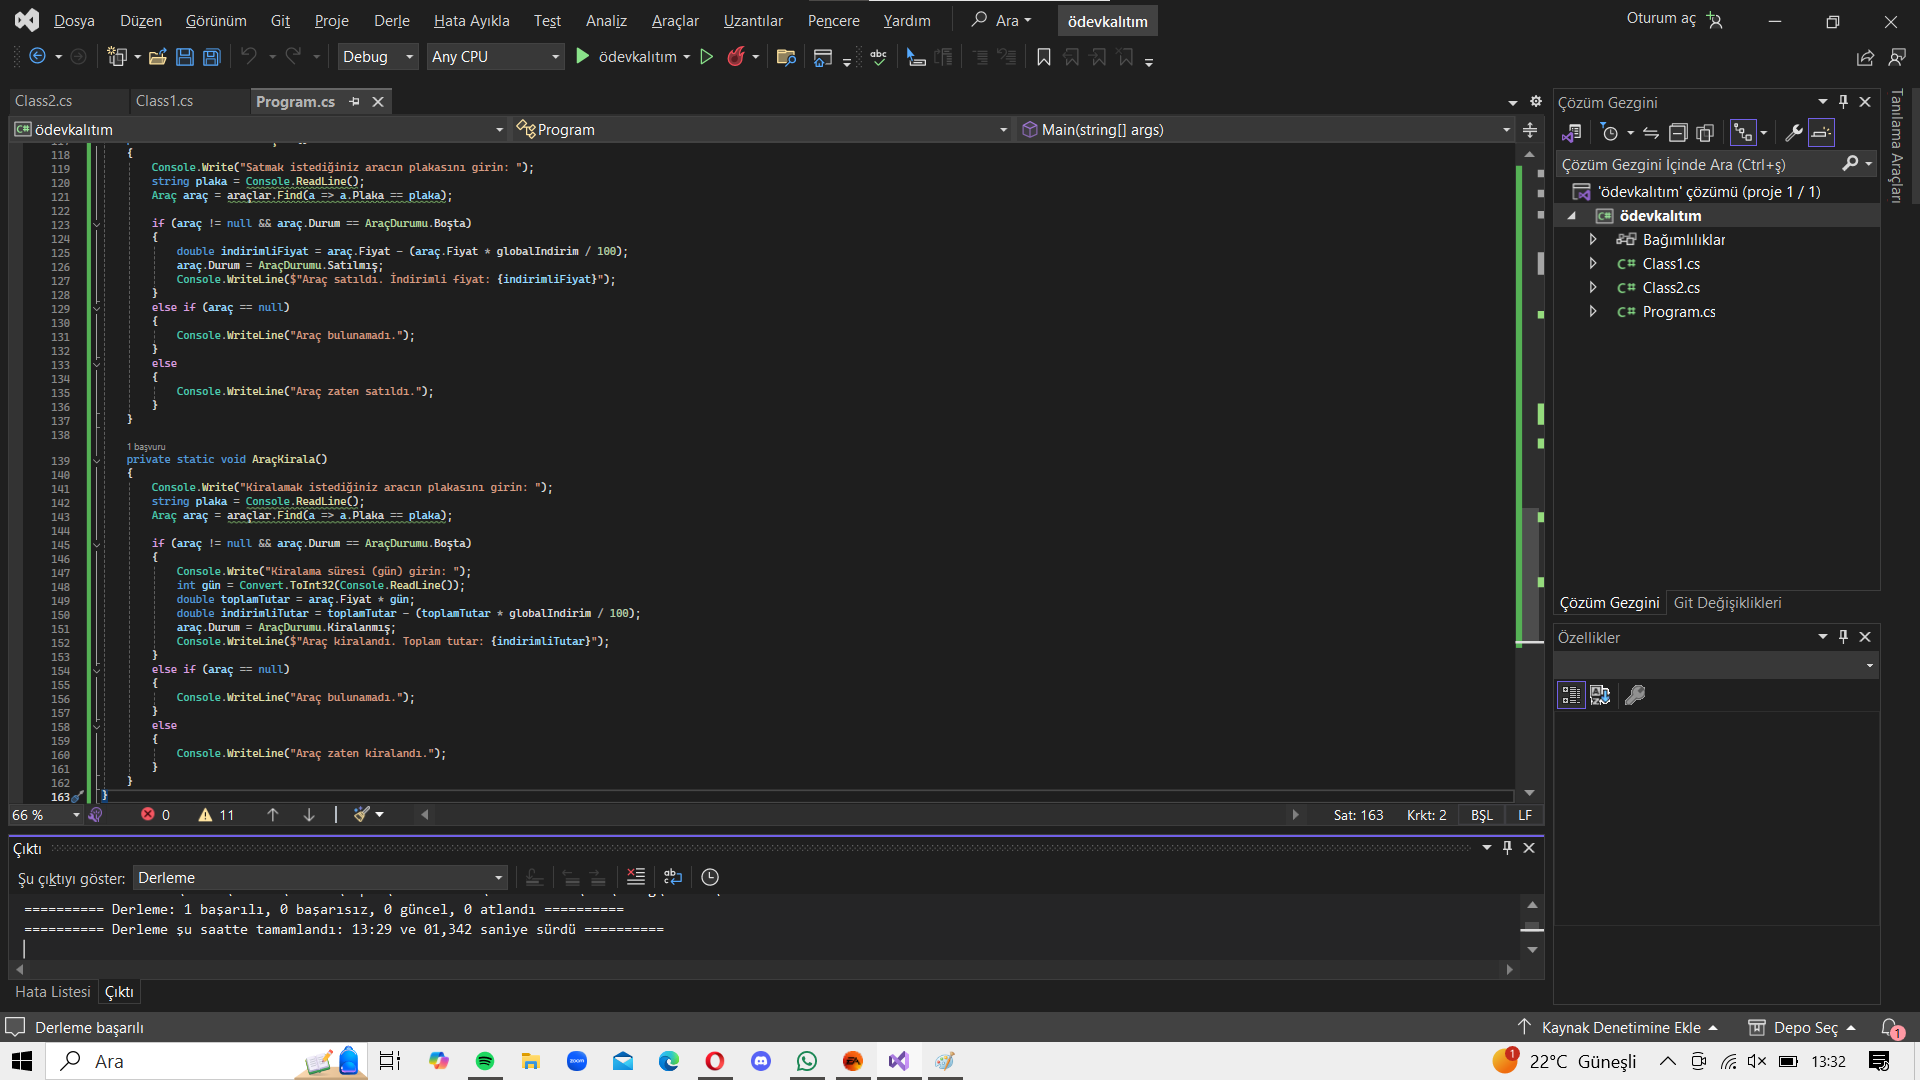 Dosya Düzen Görünüm Git Proje Derle Hata Ayıkla Test Analiz Araçlar Uzantılar Pencere Yardım Ara ödevkalıtım Oturum aç
Debug Any CPU ödevkalıtım
Class2.cs Class1.cs Program.cs
ödevkalıtım Program Main(string[] args)
118 {
119 Console.Write("Satmak istediğiniz aracın plakasını girin: ");
120 string plaka = Console.ReadLine();
121 Araç araç = araçlar.Find(a => a.Plaka == plaka);
122
123 if (araç != null && araç.Durum == AraçDurumu.Boşta)
124 {
125 double indirimliFiyat = araç.Fiyat - (araç.Fiyat * globalIndirim / 100);
126 araç.Durum = AraçDurumu.Satılmış;
127 Console.WriteLine($"Araç satıldı. İndirimli fiyat: {indirimliFiyat}");
128 }
129 else if (araç == null)
130 {
131 Console.WriteLine("Araç bulunamadı.");
132 }
133 else
134 {
135 Console.WriteLine("Araç zaten satıldı.");
136 }
137 }
138
1 başvuru
139 private static void AraçKirala()
140 {
141 Console.Write("Kiralamak istediğiniz aracın plakasını girin: ");
142 string plaka = Console.ReadLine();
143 Araç araç = araçlar.Find(a => a.Plaka == plaka);
144
145 if (araç != null && araç.Durum == AraçDurumu.Boşta)
146 {
147 Console.Write("Kiralama süresi (gün) girin: ");
148 int gün = Convert.ToInt32(Console.ReadLine());
149 double toplamTutar = araç.Fiyat * gün;
150 double indirimliTutar = toplamTutar - (toplamTutar * globalIndirim / 100);
151 araç.Durum = AraçDurumu.Kiralanmış;
152 Console.WriteLine($"Araç kiralandı. Toplam tutar: {indirimliTutar}");
153 }
154 else if (araç == null)
155 {
156 Console.WriteLine("Araç bulunamadı.");
157 }
158 else
159 {
160 Console.WriteLine("Araç zaten kiralandı.");
161 }
162 }
163 }
66 % 0 11 Sat: 163 Krkt: 2 BŞL LF
Çıktı
Şu çıktıyı göster: Derleme
========== Derleme: 1 başarılı, 0 başarısız, 0 güncel, 0 atlandı ==========
========== Derleme şu saatte tamamlandı: 13:29 ve 01,342 saniye sürdü ==========
Hata Listesi Çıktı
Çözüm Gezgini
Çözüm Gezgini İçinde Ara (Ctrl+ş)
'ödevkalıtım' çözümü (proje 1 / 1)
ödevkalıtım
Bağımlılıklar
C# Class1.cs
C# Class2.cs
C# Program.cs
Çözüm Gezgini Git Değişiklikleri
Özellikler
Tanılama Araçları
Derleme başarılı Kaynak Denetimine Ekle Depo Seç 1
Ara zoom EA 1 22°C Güneşli 13:32